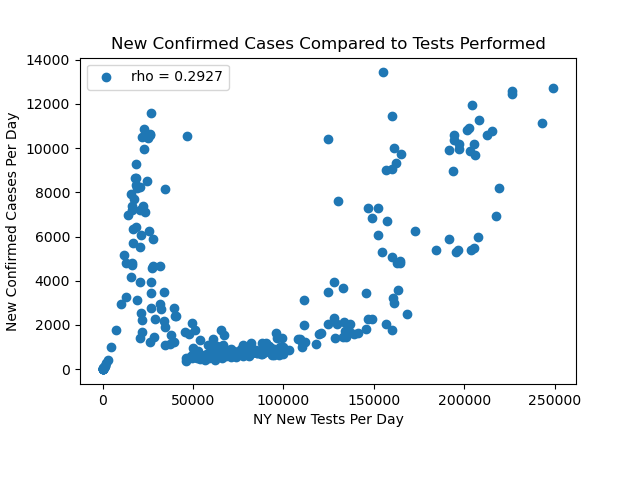 New Confirmed Cases Compared to Tests Performed
rho = 0.2927
New Confirmed Caeses Per Day
14000
12000
10000
8000
6000
4000
2000
0
0 50000 100000 150000 200000 250000
NY New Tests Per Day